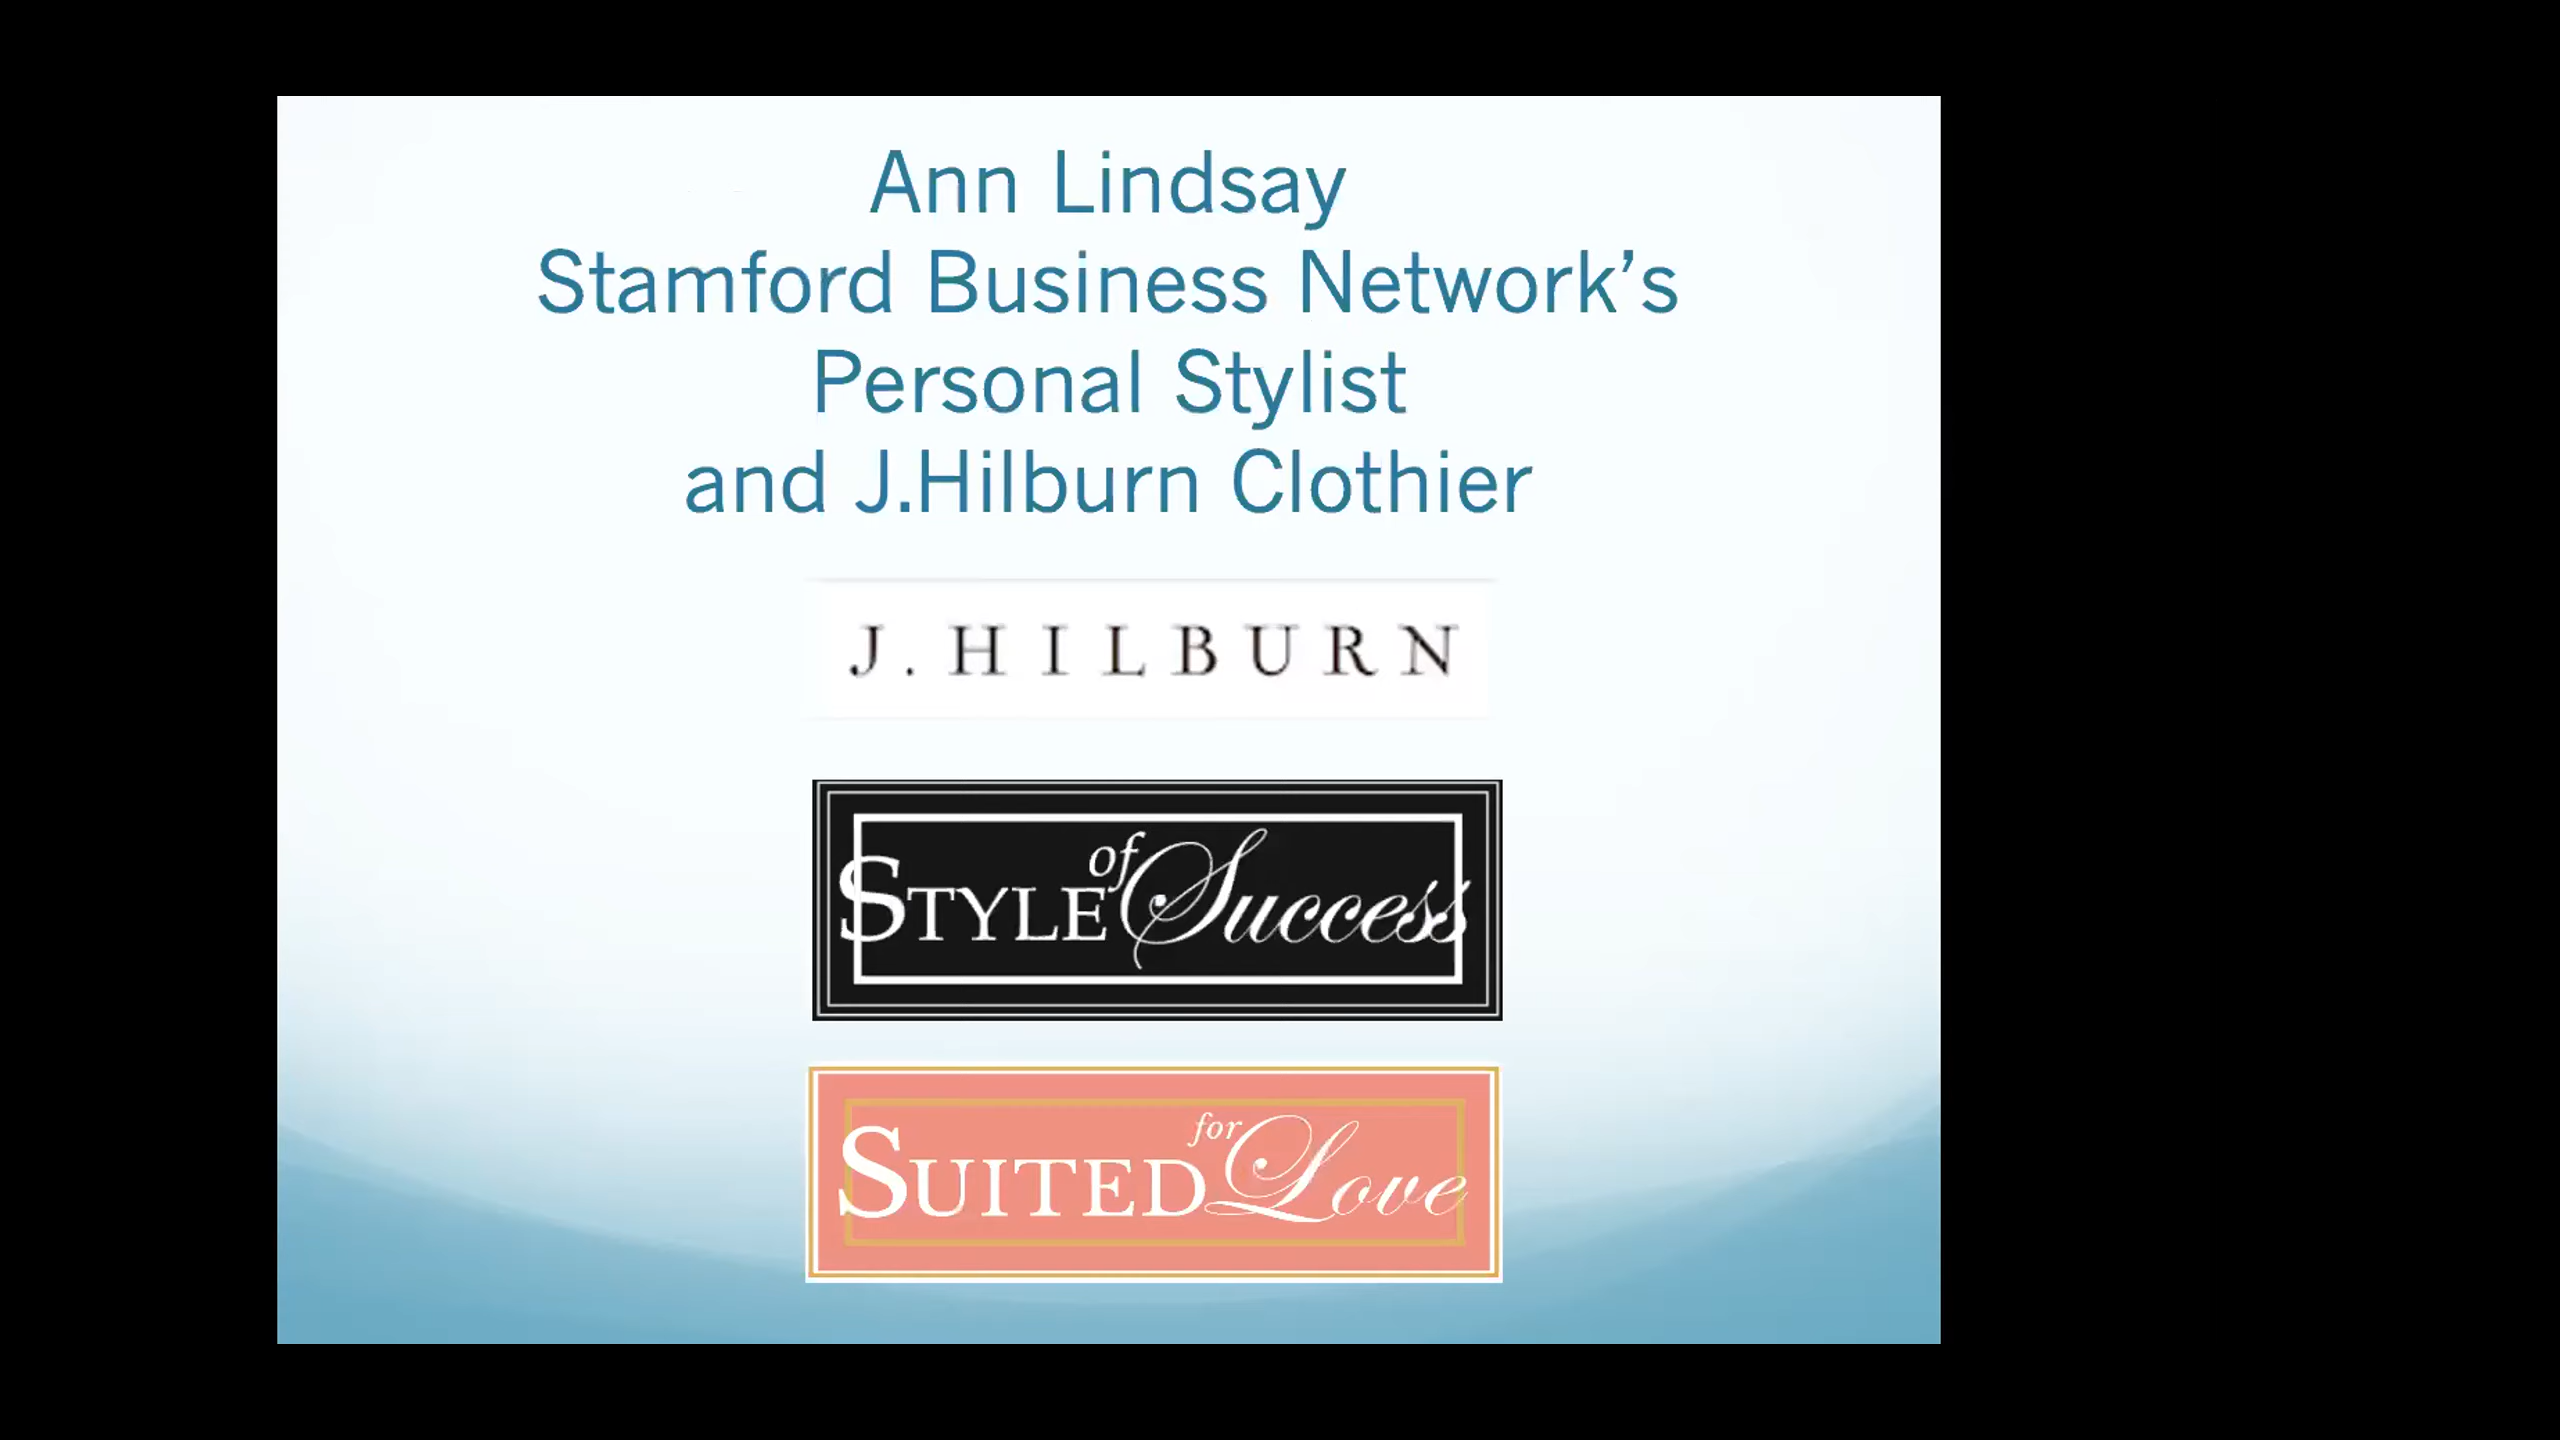 Ann Lindsay
Stamford Business Network’s
Personal Stylist
and J.Hilburn Clothier
J. HILBURN
STYLE of Success
SUITED for Love